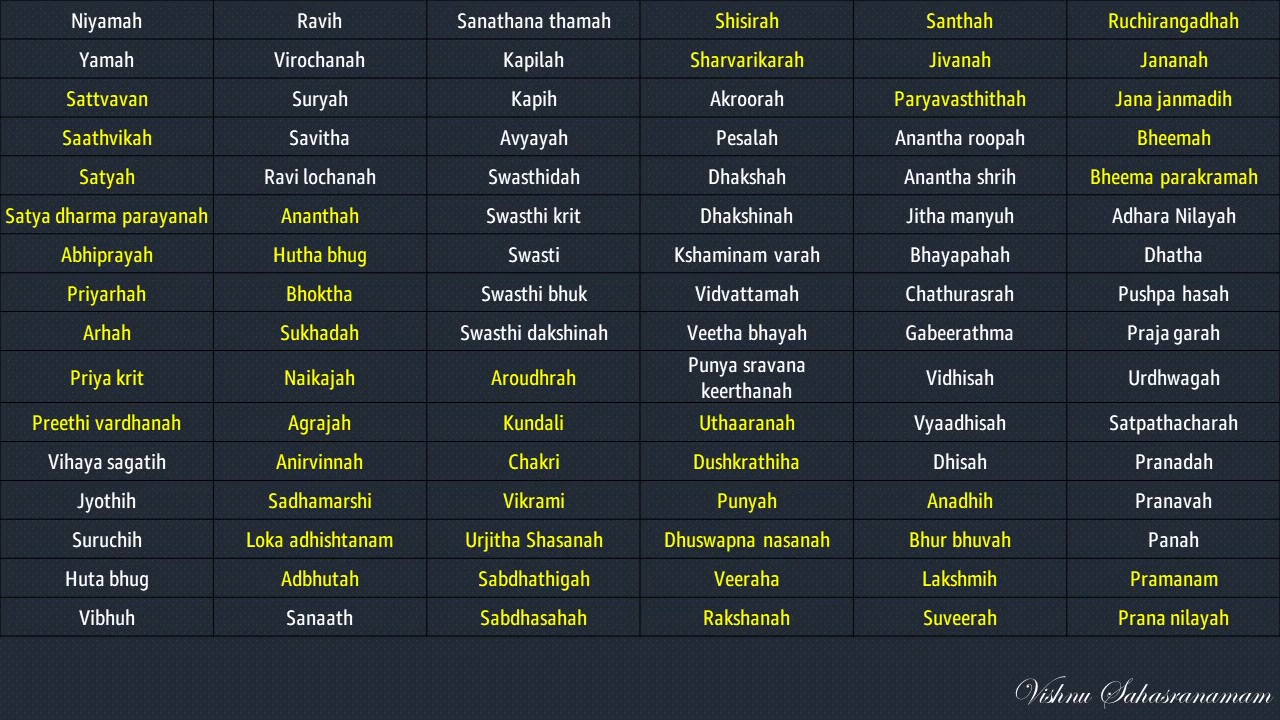 Niyamah Ravih Sanathana thamah Shisirah Santhah Ruchirangadhah
Yamah Virochanah Kapilah Sharvarikarah Jivanah Jananah
Sattvavan Suryah Kapih Akroorah Paryavasthithah Jana janmadih
Saathvikah Savitha Avyayah Pesalah Anantha roopah Bheemah
Satyah Ravi lochanah Swasthidah Dhakshah Anantha shrih Bheema parakramah
Satya dharma parayanah Ananthah Swasthi krit Dhakshinah Jitha manyuh Adhara Nilayah
Abhiprayah Hutha bhug Swasti Kshaminam varah Bhayapahah Dhatha
Priyarhah Bhoktha Swasthi bhuk Vidvattamah Chathurasrah Pushpa hasah
Arhah Sukhadah Swasthi dakshinah Veetha bhayah Gabeerathma Praja garah
Priya krit Naikajah Aroudhrah Punya sravana
keerthanah Vidhisah Urdhwagah
Preethi vardhanah Agrajah Kundali Uthaaranah Vyaadhisah Satpathacharah
Vihaya sagatih Anirvinnah Chakri Dushkrathiha Dhisah Pranadah
Jyothih Sadhamarshi Vikrami Punyah Anadhih Pranavah
Suruchih Loka adhishtanam Urjitha Shasanah Dhuswapna nasanah Bhur bhuvah Panah
Huta bhug Adbhutah Sabdhathigah Veeraha Lakshmih Pramanam
Vibhuh Sanaath Sabdhasahah Rakshanah Suveerah Prana nilayah
Vishnu Sahasranamam